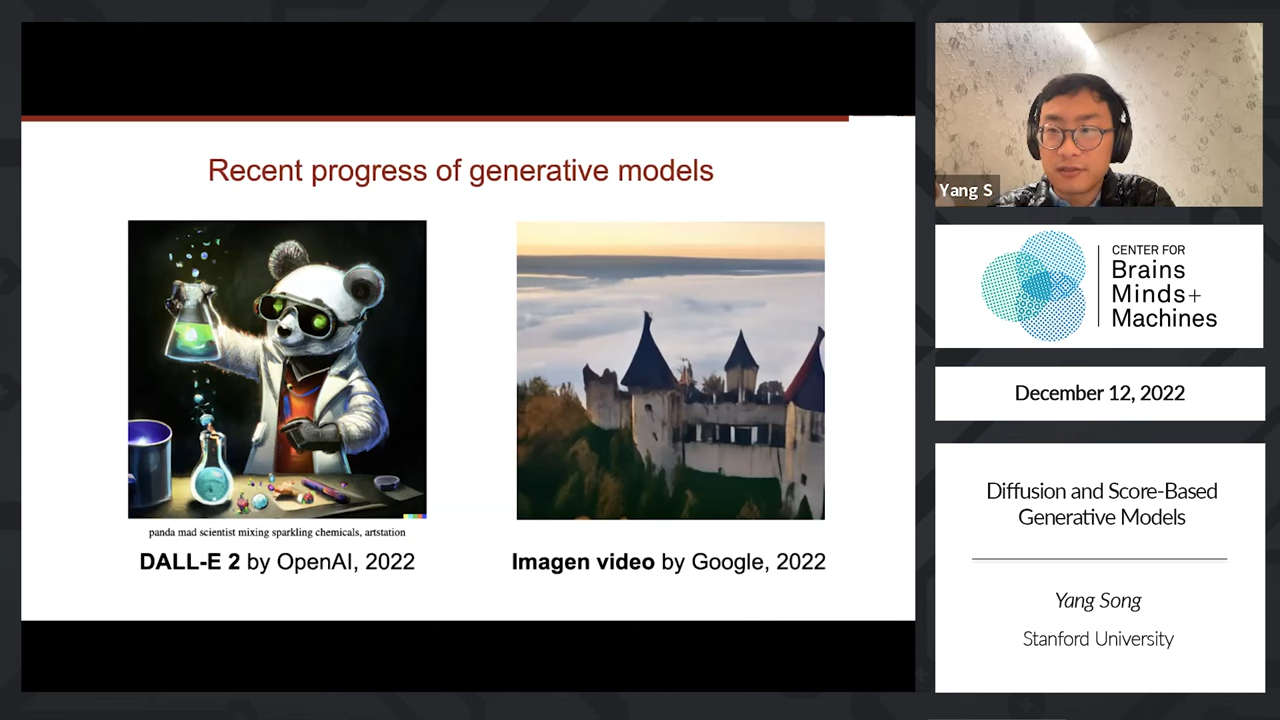 Recent progress of generative models
panda mad scientist mixing sparkling chemicals, artstation
DALL-E 2 by OpenAI, 2022
Imagen video by Google, 2022
Yang S
CENTER FOR
Brains
Minds+
Machines
December 12, 2022
Diffusion and Score-Based
Generative Models
Yang Song
Stanford University